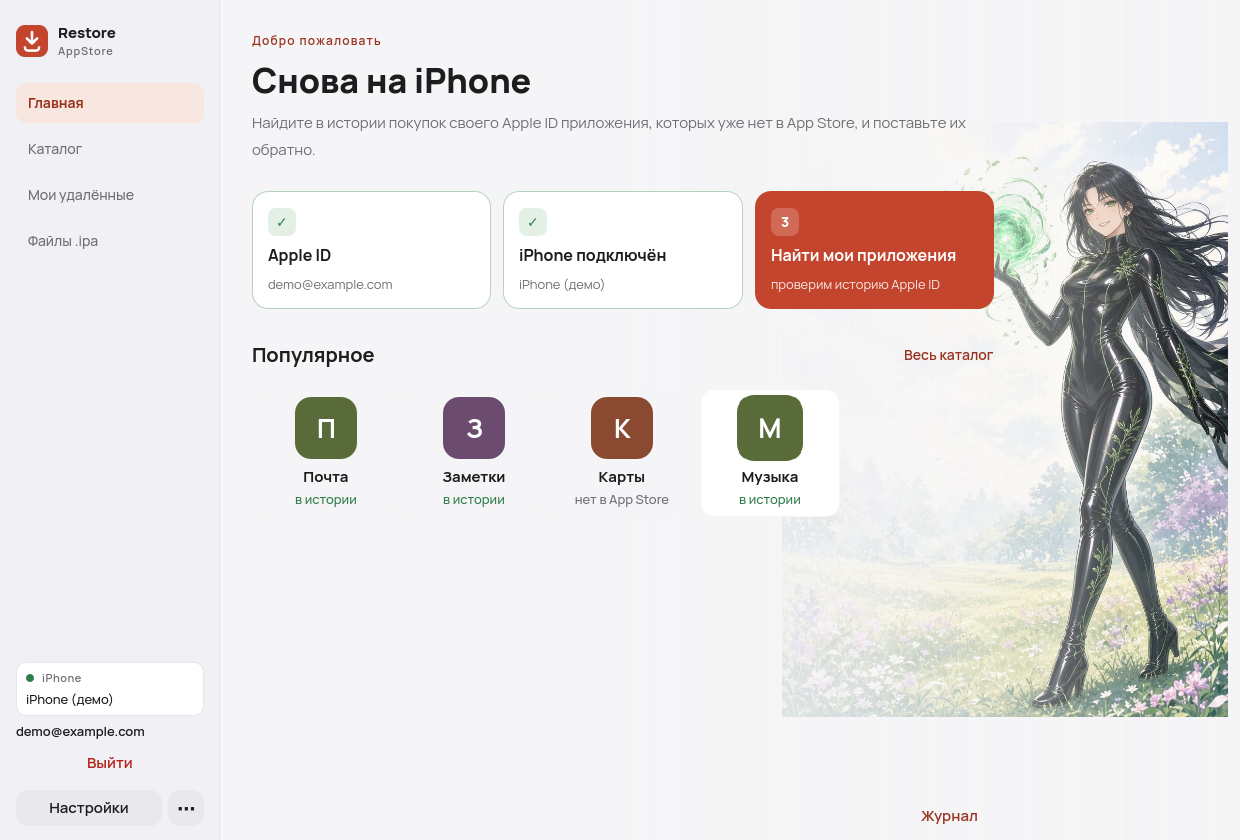 Restore
AppStore
Главная
Каталог
Мои удалённые
Файлы .ipa
iPhone
iPhone (демо)
demo@example.com
Выйти
Настройки
Добро пожаловать
Снова на iPhone
Найдите в истории покупок своего Apple ID приложения, которых уже нет в App Store, и поставьте их
обратно.
✓
Apple ID
demo@example.com
✓
iPhone подключён
iPhone (демо)
3
Найти мои приложения
проверим историю Apple ID
Популярное
Весь каталог
П
Почта
в истории
З
Заметки
в истории
К
Карты
нет в App Store
М
Музыка
в истории
Журнал